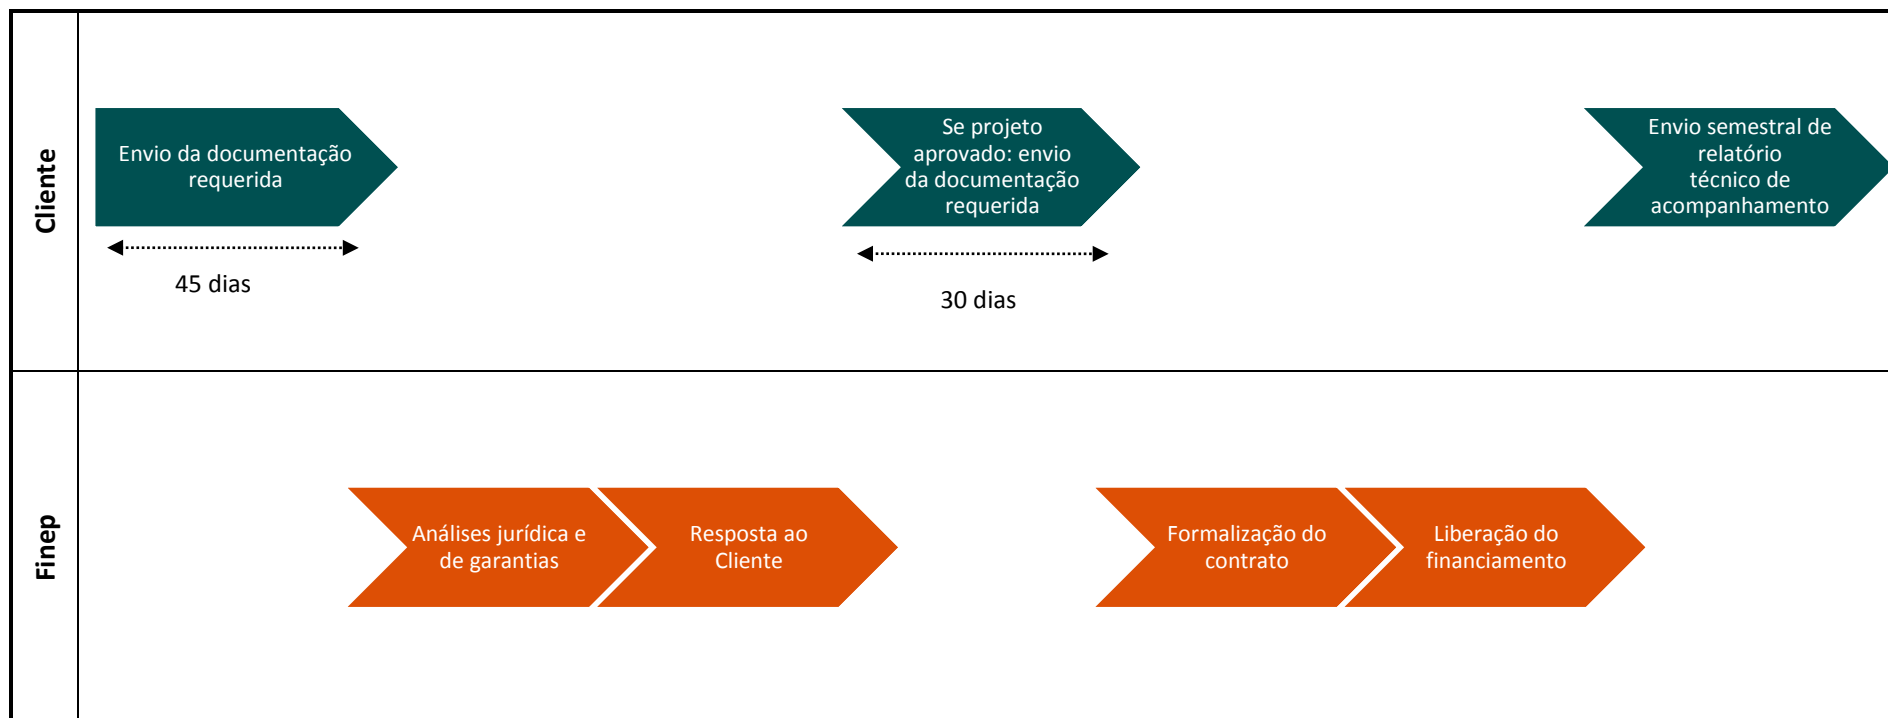 Cliente
Envio da documentação
requerida
45 dias
Se projeto
aprovado: envio
da documentação
requerida
30 dias
Envio semestral de
relatório
técnico de
acompanhamento
Finep
Análises jurídica e
de garantias
Resposta ao
Cliente
Formalização do
contrato
Liberação do
financiamento